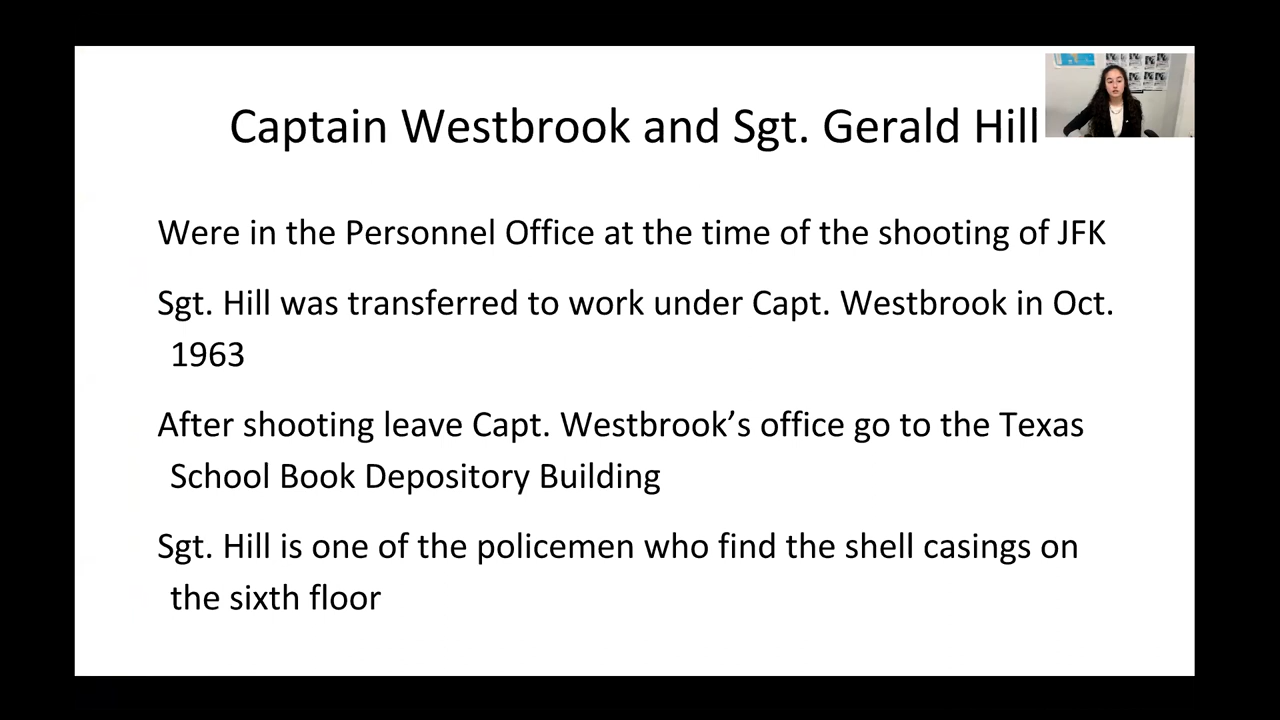 Captain Westbrook and Sgt. Gerald Hill
Were in the Personnel Office at the time of the shooting of JFK
Sgt. Hill was transferred to work under Capt. Westbrook in Oct.
1963
After shooting leave Capt. Westbrook’s office go to the Texas
School Book Depository Building
Sgt. Hill is one of the policemen who find the shell casings on
the sixth floor